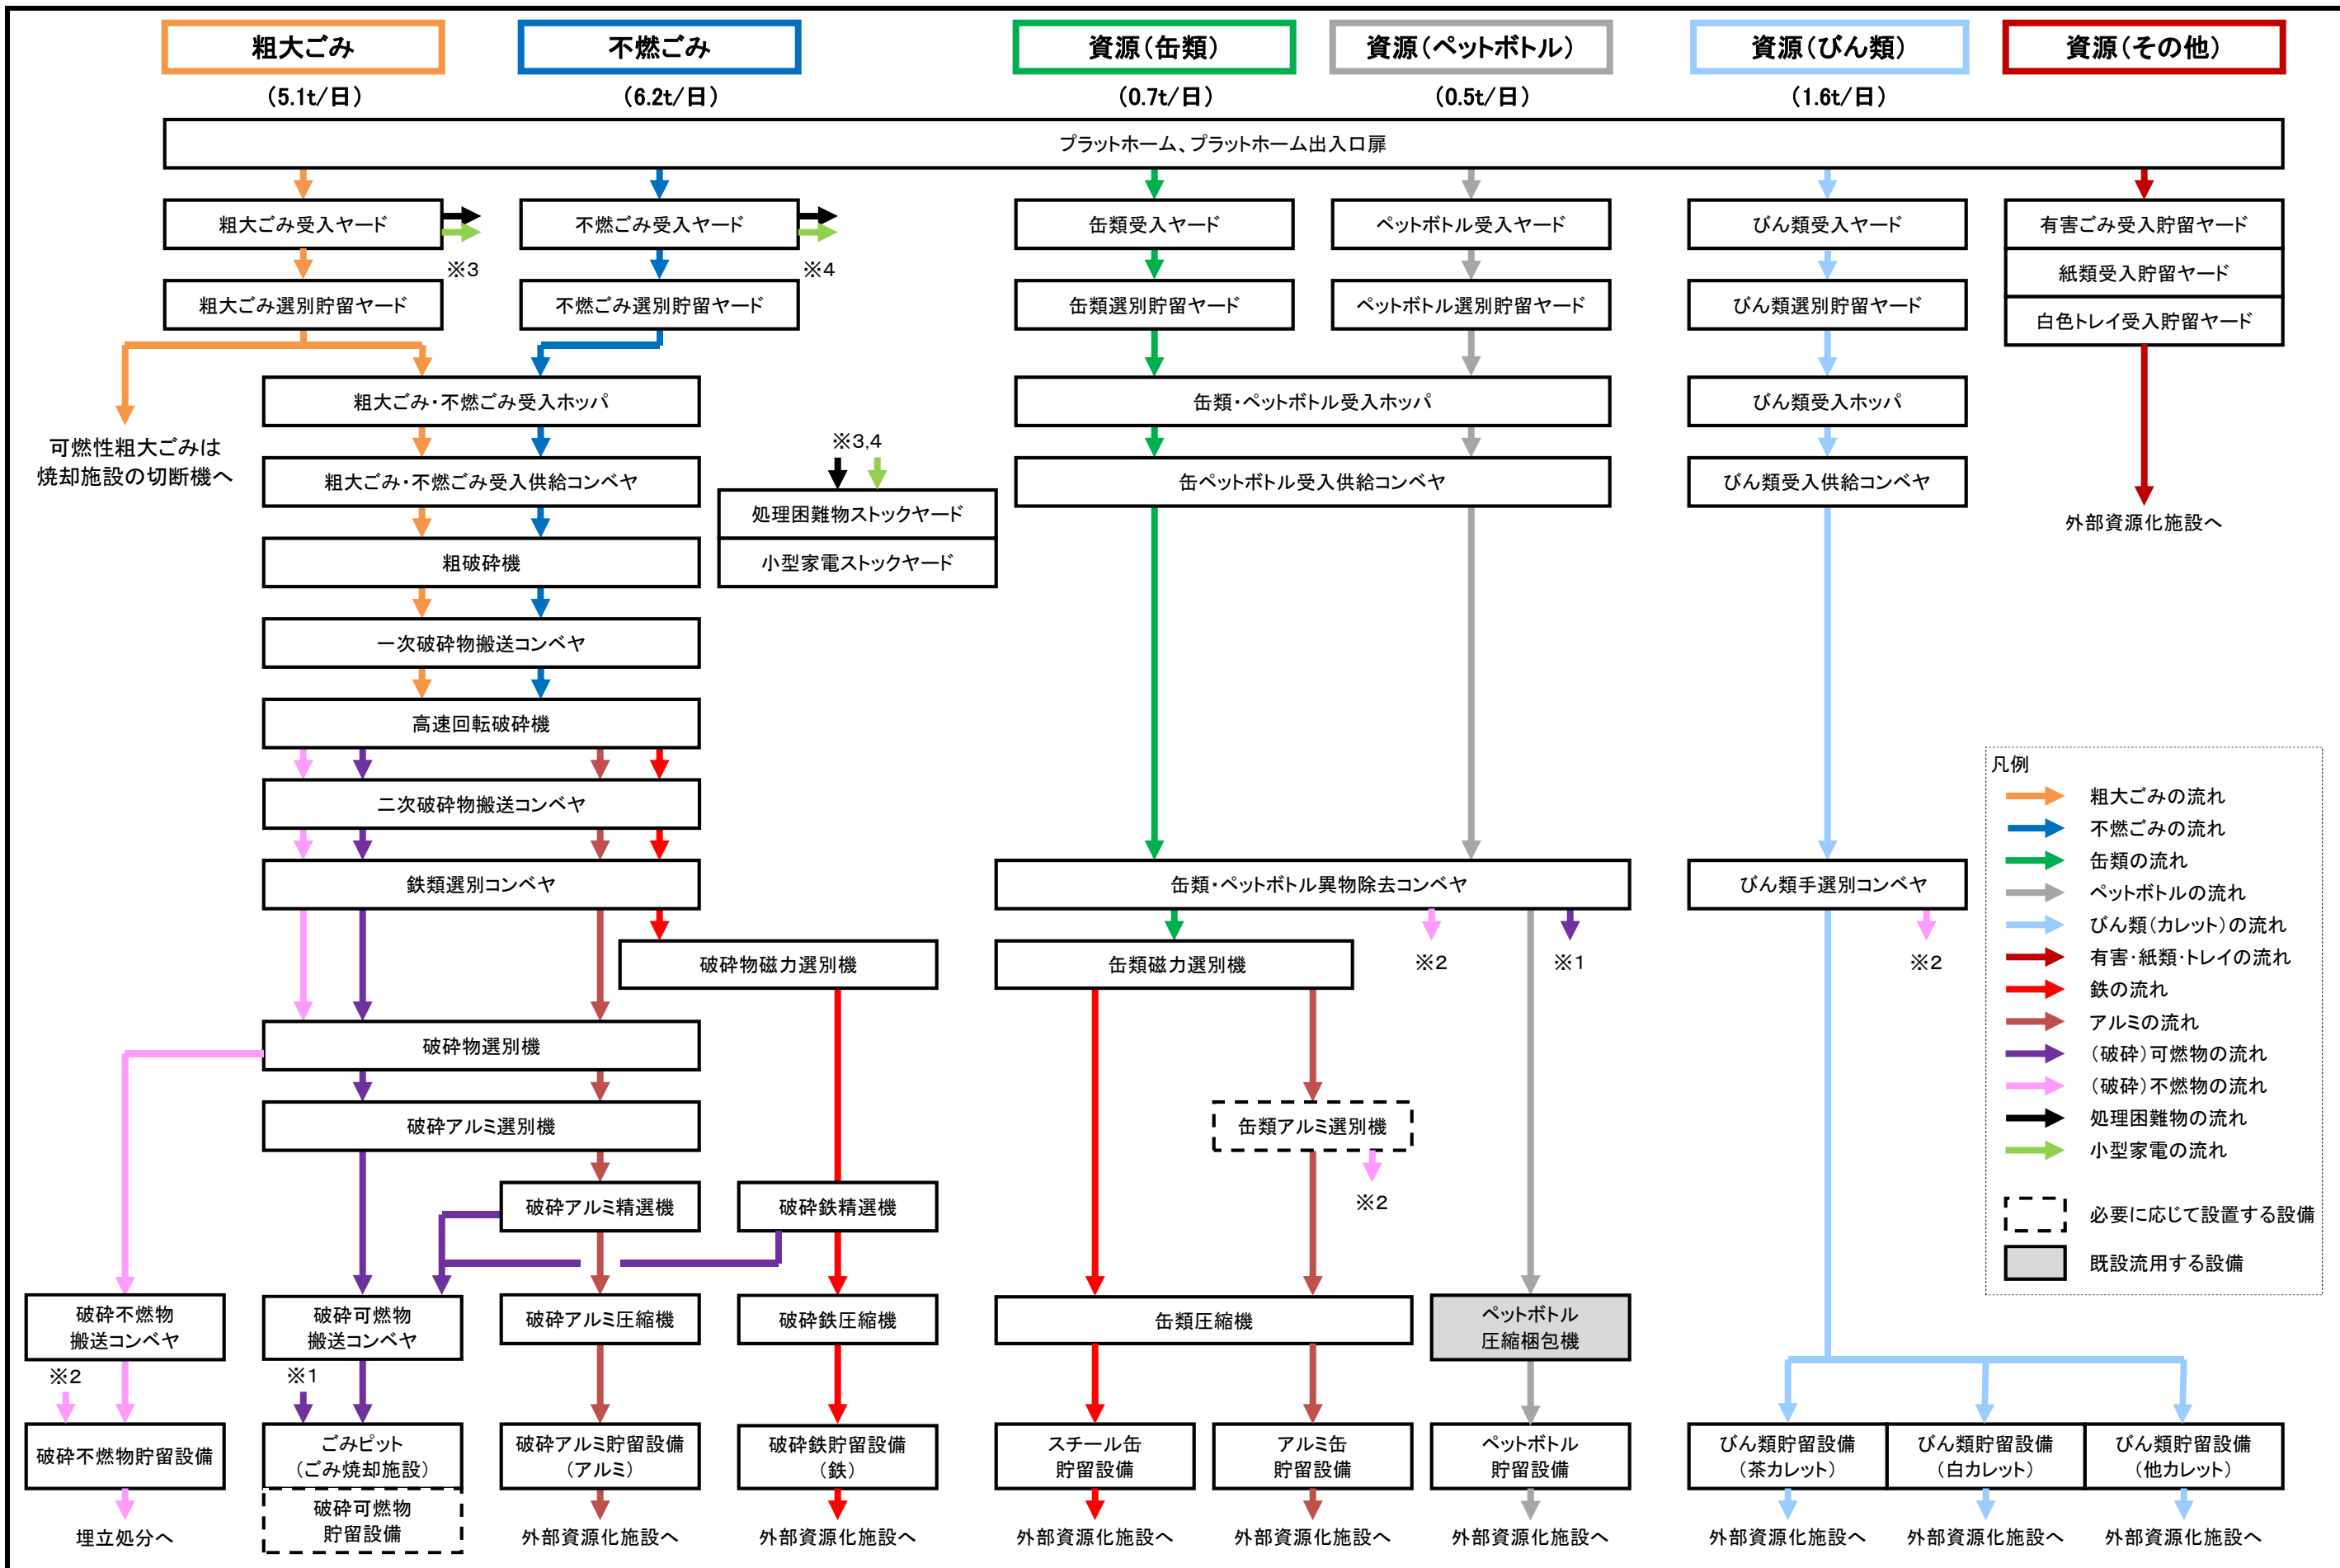 粗大ごみ
不燃ごみ
資源（缶類）
資源（ペットボトル）
資源（びん類）
資源（その他）
（5.1t/日）
（6.2t/日）
（0.7t/日）
（0.5t/日）
（1.6t/日）
プラットホーム、プラットホーム出入口扉
粗大ごみ受入ヤード
不燃ごみ受入ヤード
缶類受入ヤード
ペットボトル受入ヤード
びん類受入ヤード
有害ごみ受入貯留ヤード
※3
※4
紙類受入貯留ヤード
粗大ごみ選別貯留ヤード
不燃ごみ選別貯留ヤード
缶類選別貯留ヤード
ペットボトル選別貯留ヤード
びん類選別貯留ヤード
白色トレイ受入貯留ヤード
粗大ごみ・不燃ごみ受入ホッパ
缶類・ペットボトル受入ホッパ
びん類受入ホッパ
可燃性粗大ごみは
焼却施設の切断機へ
※3,4
粗大ごみ・不燃ごみ受入供給コンベヤ
缶ペットボトル受入供給コンベヤ
びん類受入供給コンベヤ
処理困難物ストックヤード
小型家電ストックヤード
外部資源化施設へ
粗破砕機
一次破砕物搬送コンベヤ
高速回転破砕機
二次破砕物搬送コンベヤ
鉄類選別コンベヤ
缶類・ペットボトル異物除去コンベヤ
びん類手選別コンベヤ
破砕物磁力選別機
缶類磁力選別機
※2
※1
※2
破砕物選別機
破砕アルミ選別機
缶類アルミ選別機
※2
破砕アルミ精選機
破砕鉄精選機
破砕不燃物
搬送コンベヤ
破砕可燃物
搬送コンベヤ
破砕アルミ圧縮機
破砕鉄圧縮機
缶類圧縮機
ペットボトル
圧縮梱包機
※2
※1
破砕不燃物貯留設備
ごみピット
（ごみ焼却施設）
破砕可燃物
貯留設備
破砕アルミ貯留設備
（アルミ）
破砕鉄貯留設備
（鉄）
スチール缶
貯留設備
アルミ缶
貯留設備
ペットボトル
貯留設備
びん類貯留設備
（茶カレット）
びん類貯留設備
（白カレット）
びん類貯留設備
（他カレット）
埋立処分へ
外部資源化施設へ
外部資源化施設へ
外部資源化施設へ
外部資源化施設へ
外部資源化施設へ
外部資源化施設へ
外部資源化施設へ
外部資源化施設へ
凡例
粗大ごみの流れ
不燃ごみの流れ
缶類の流れ
ペットボトルの流れ
びん類（カレット）の流れ
有害・紙類・トレイの流れ
鉄の流れ
アルミの流れ
（破砕）可燃物の流れ
（破砕）不燃物の流れ
処理困難物の流れ
小型家電の流れ
必要に応じて設置する設備
既設流用する設備